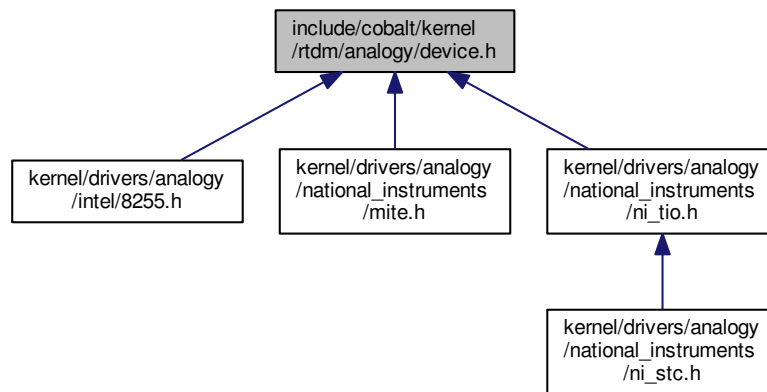 include/cobalt/kernel
/rtdm/analogy/device.h
kernel/drivers/analogy
/intel/8255.h
kernel/drivers/analogy
/national_instruments
/mite.h
kernel/drivers/analogy
/national_instruments
/ni_tio.h
kernel/drivers/analogy
/national_instruments
/ni_stc.h